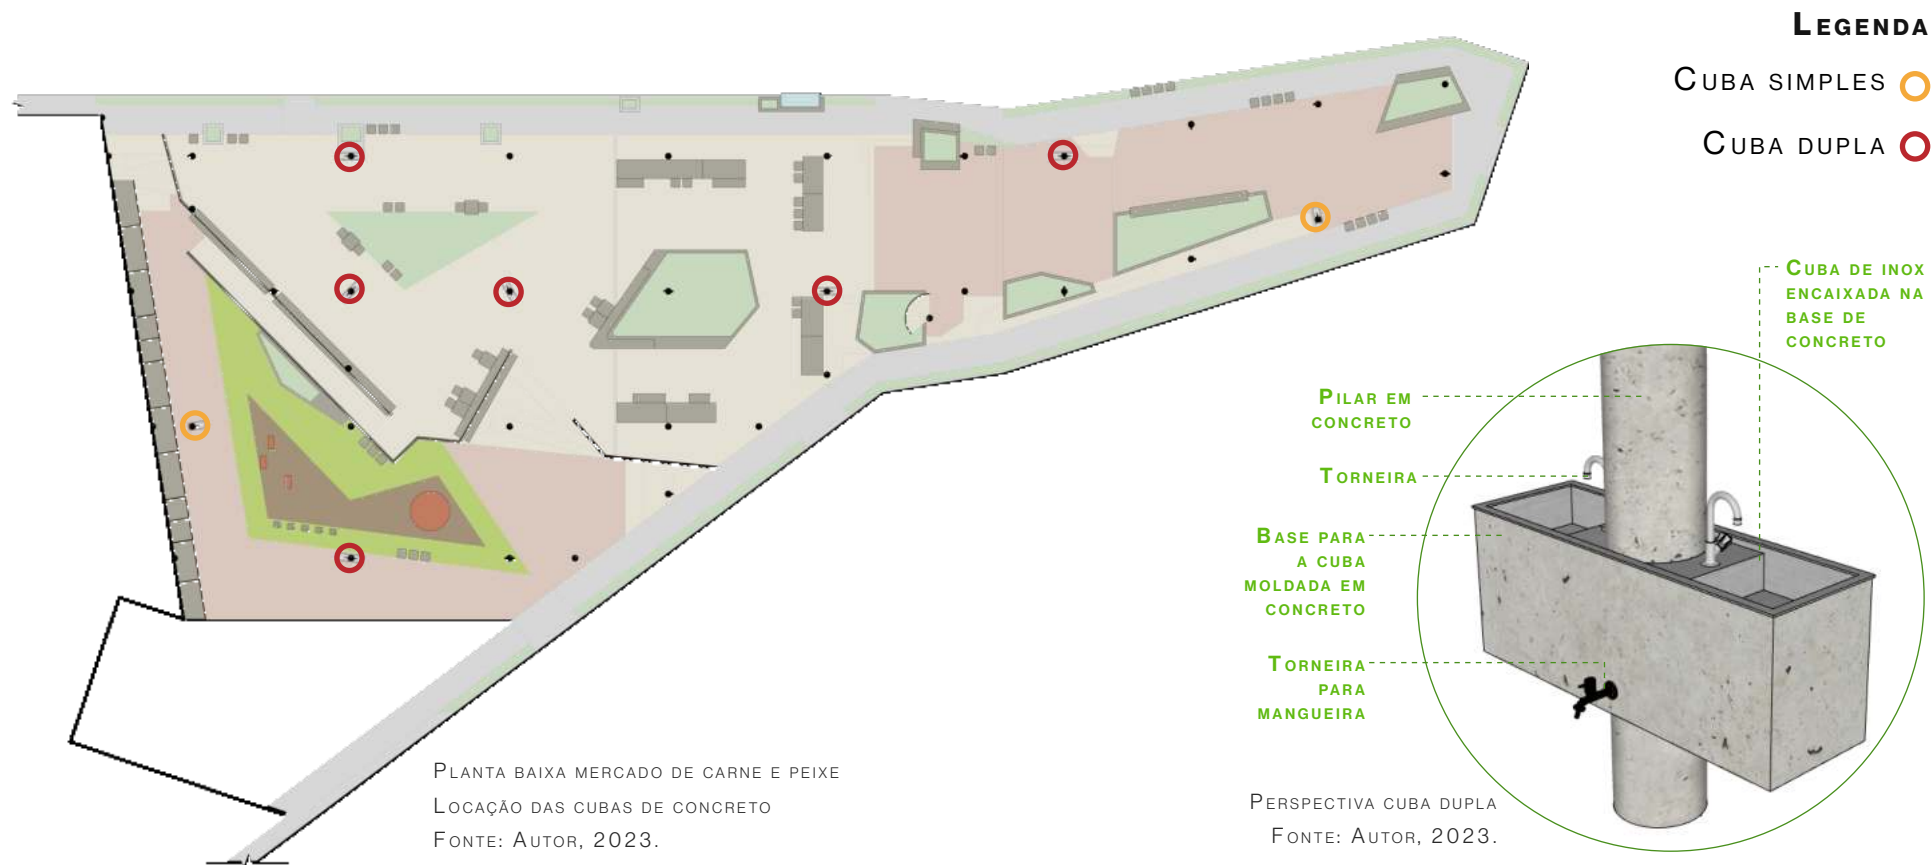 Legenda
Cuba simples
Cuba dupla
Cuba de inox
encaixada na
base de
concreto
Pilar em
concreto
Torneira
Base para
a cuba
moldada em
concreto
Torneira
para
mangueira
Planta baixa mercado de carne e peixe
Locação das cubas de concreto
Fonte: Autor, 2023.
Perspectiva cuba dupla
Fonte: Autor, 2023.